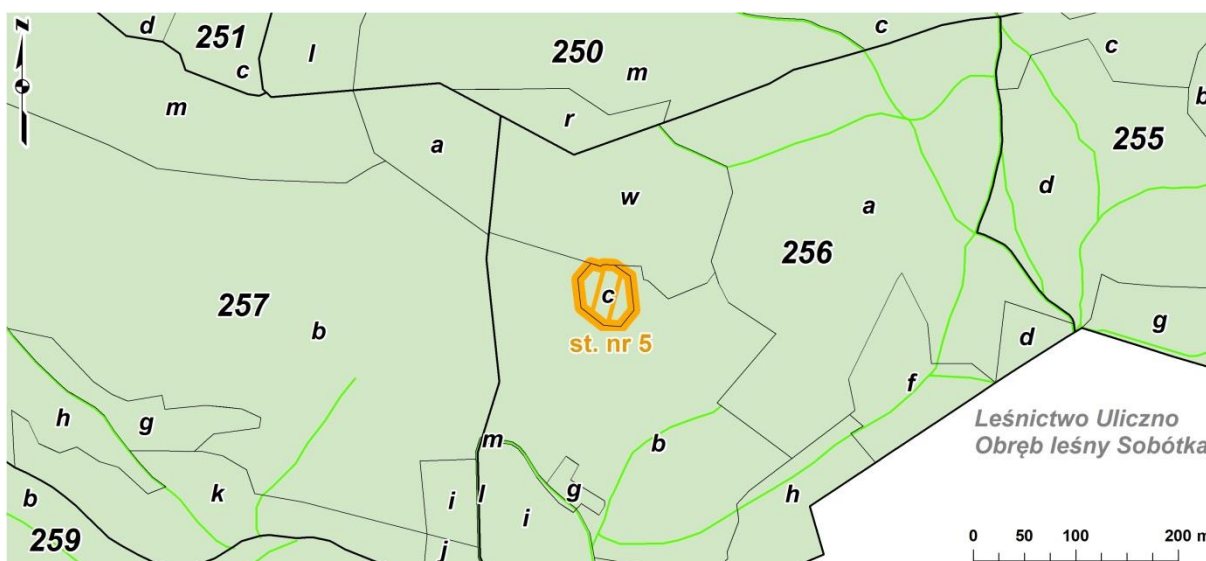 d
251
c
l
250
m
c
c
b
z
m
a
r
255
w
a
d
256
257
b
c
st. nr 5
d
g
h
g
f
Leśnictwo Uliczno
Obręb leśny Sobótka
m
b
b
k
i
l
i
g
h
259
j
0 50 100 200 m